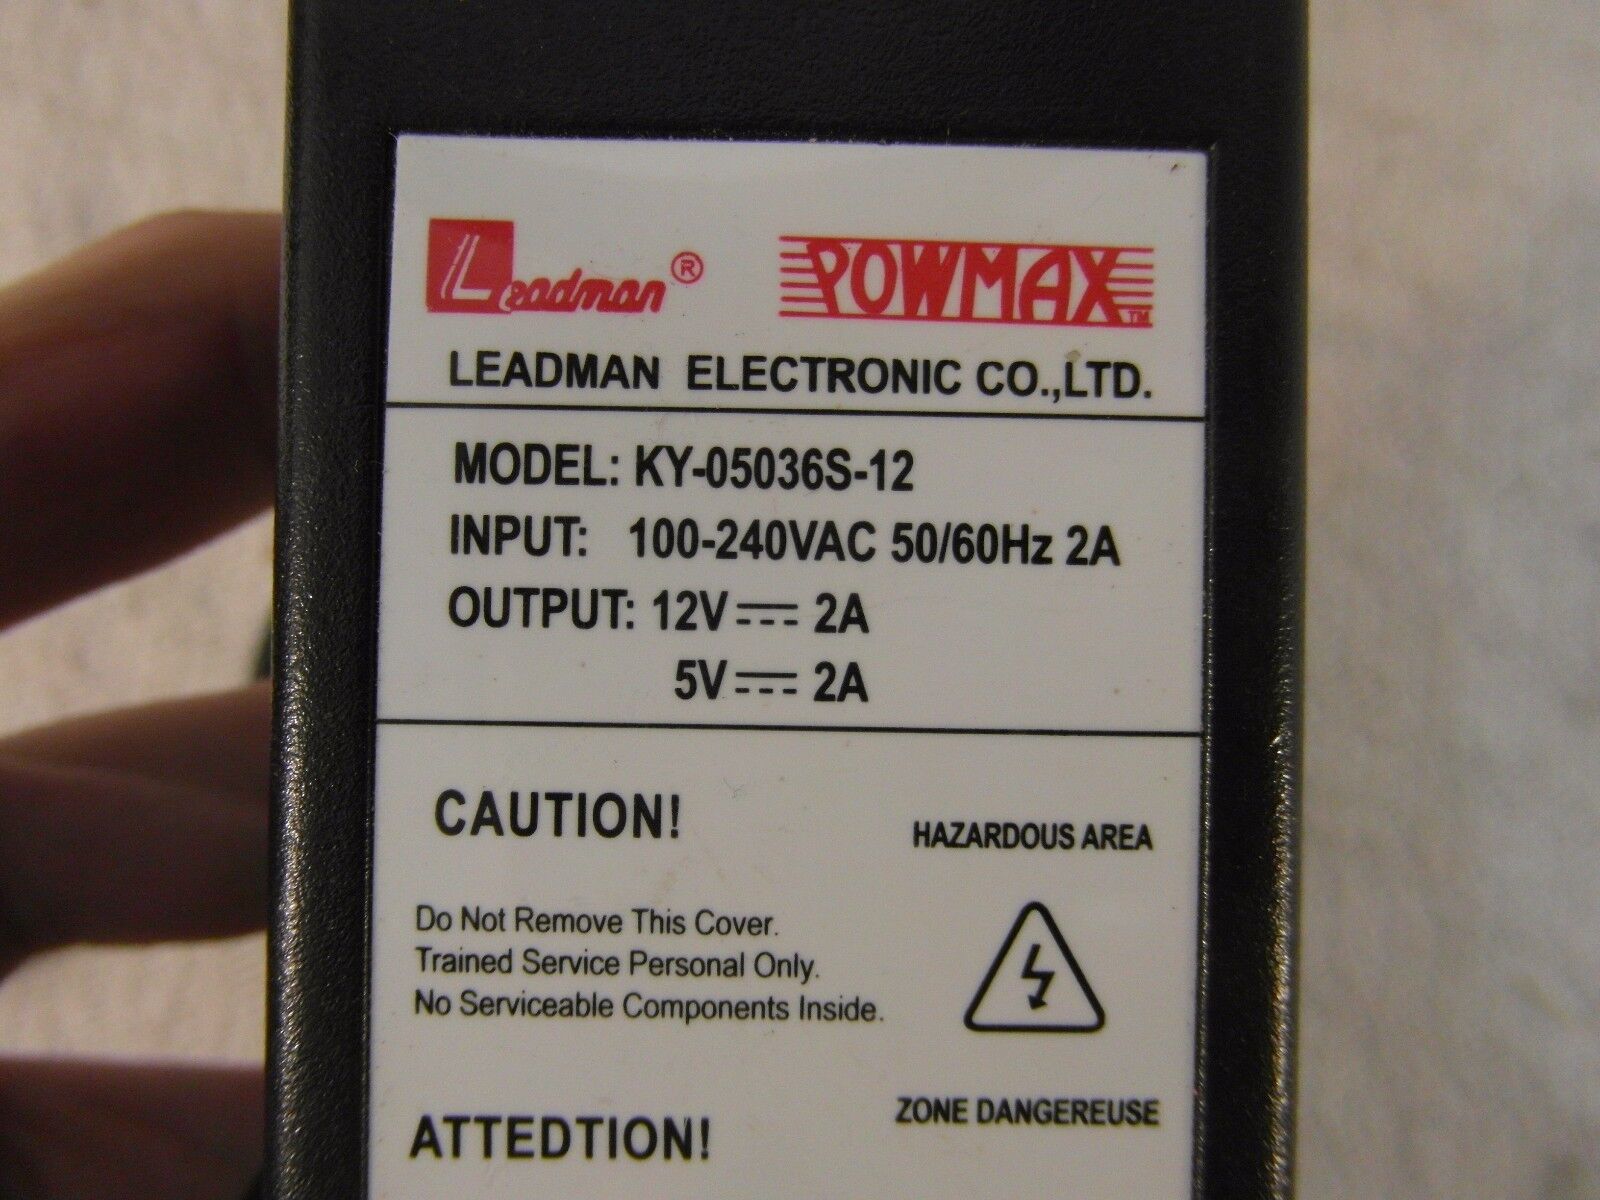 Leadman® POWMAX™
LEADMAN ELECTRONIC CO.,LTD.
MODEL: KY-05036S-12
INPUT: 100-240VAC 50/60Hz 2A
OUTPUT: 12V⎓ 2A
5V⎓ 2A
CAUTION!
HAZARDOUS AREA
Do Not Remove This Cover.
Trained Service Personal Only.
No Serviceable Components Inside.
ZONE DANGEREUSE
ATTEDTION!